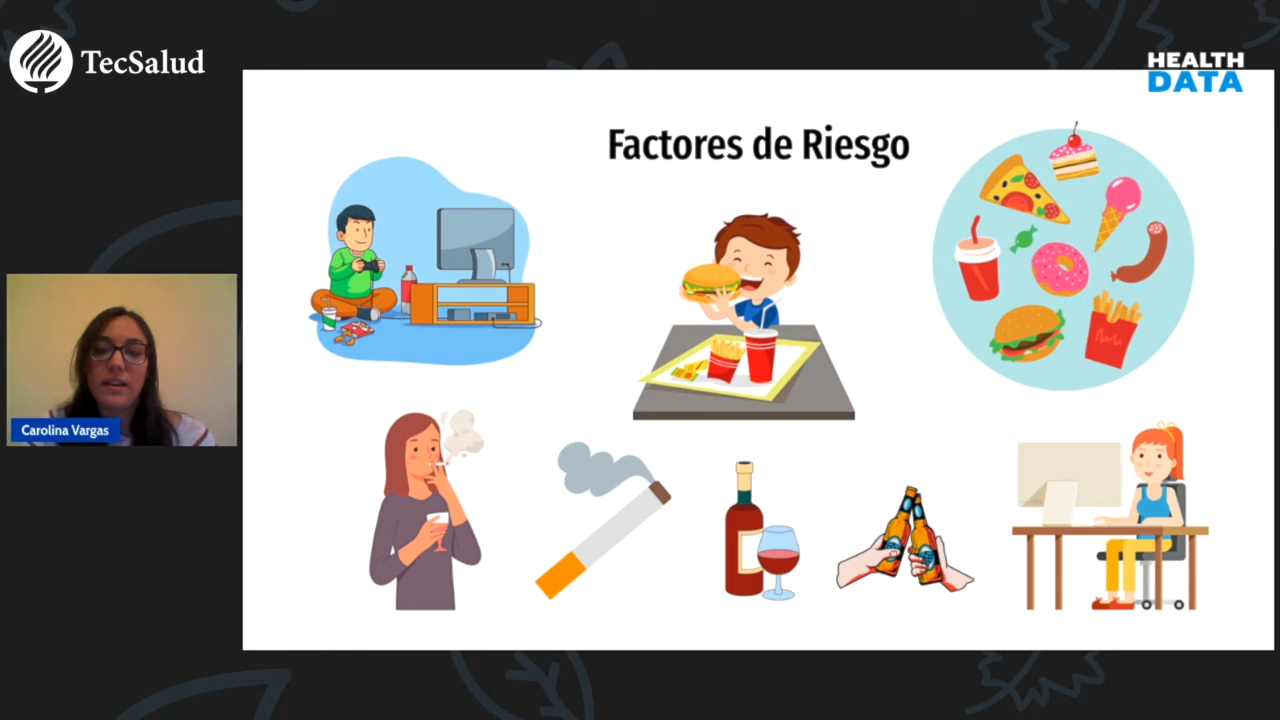 TecSalud
HEALTH
DATA
Factores de Riesgo
Carolina Vargas